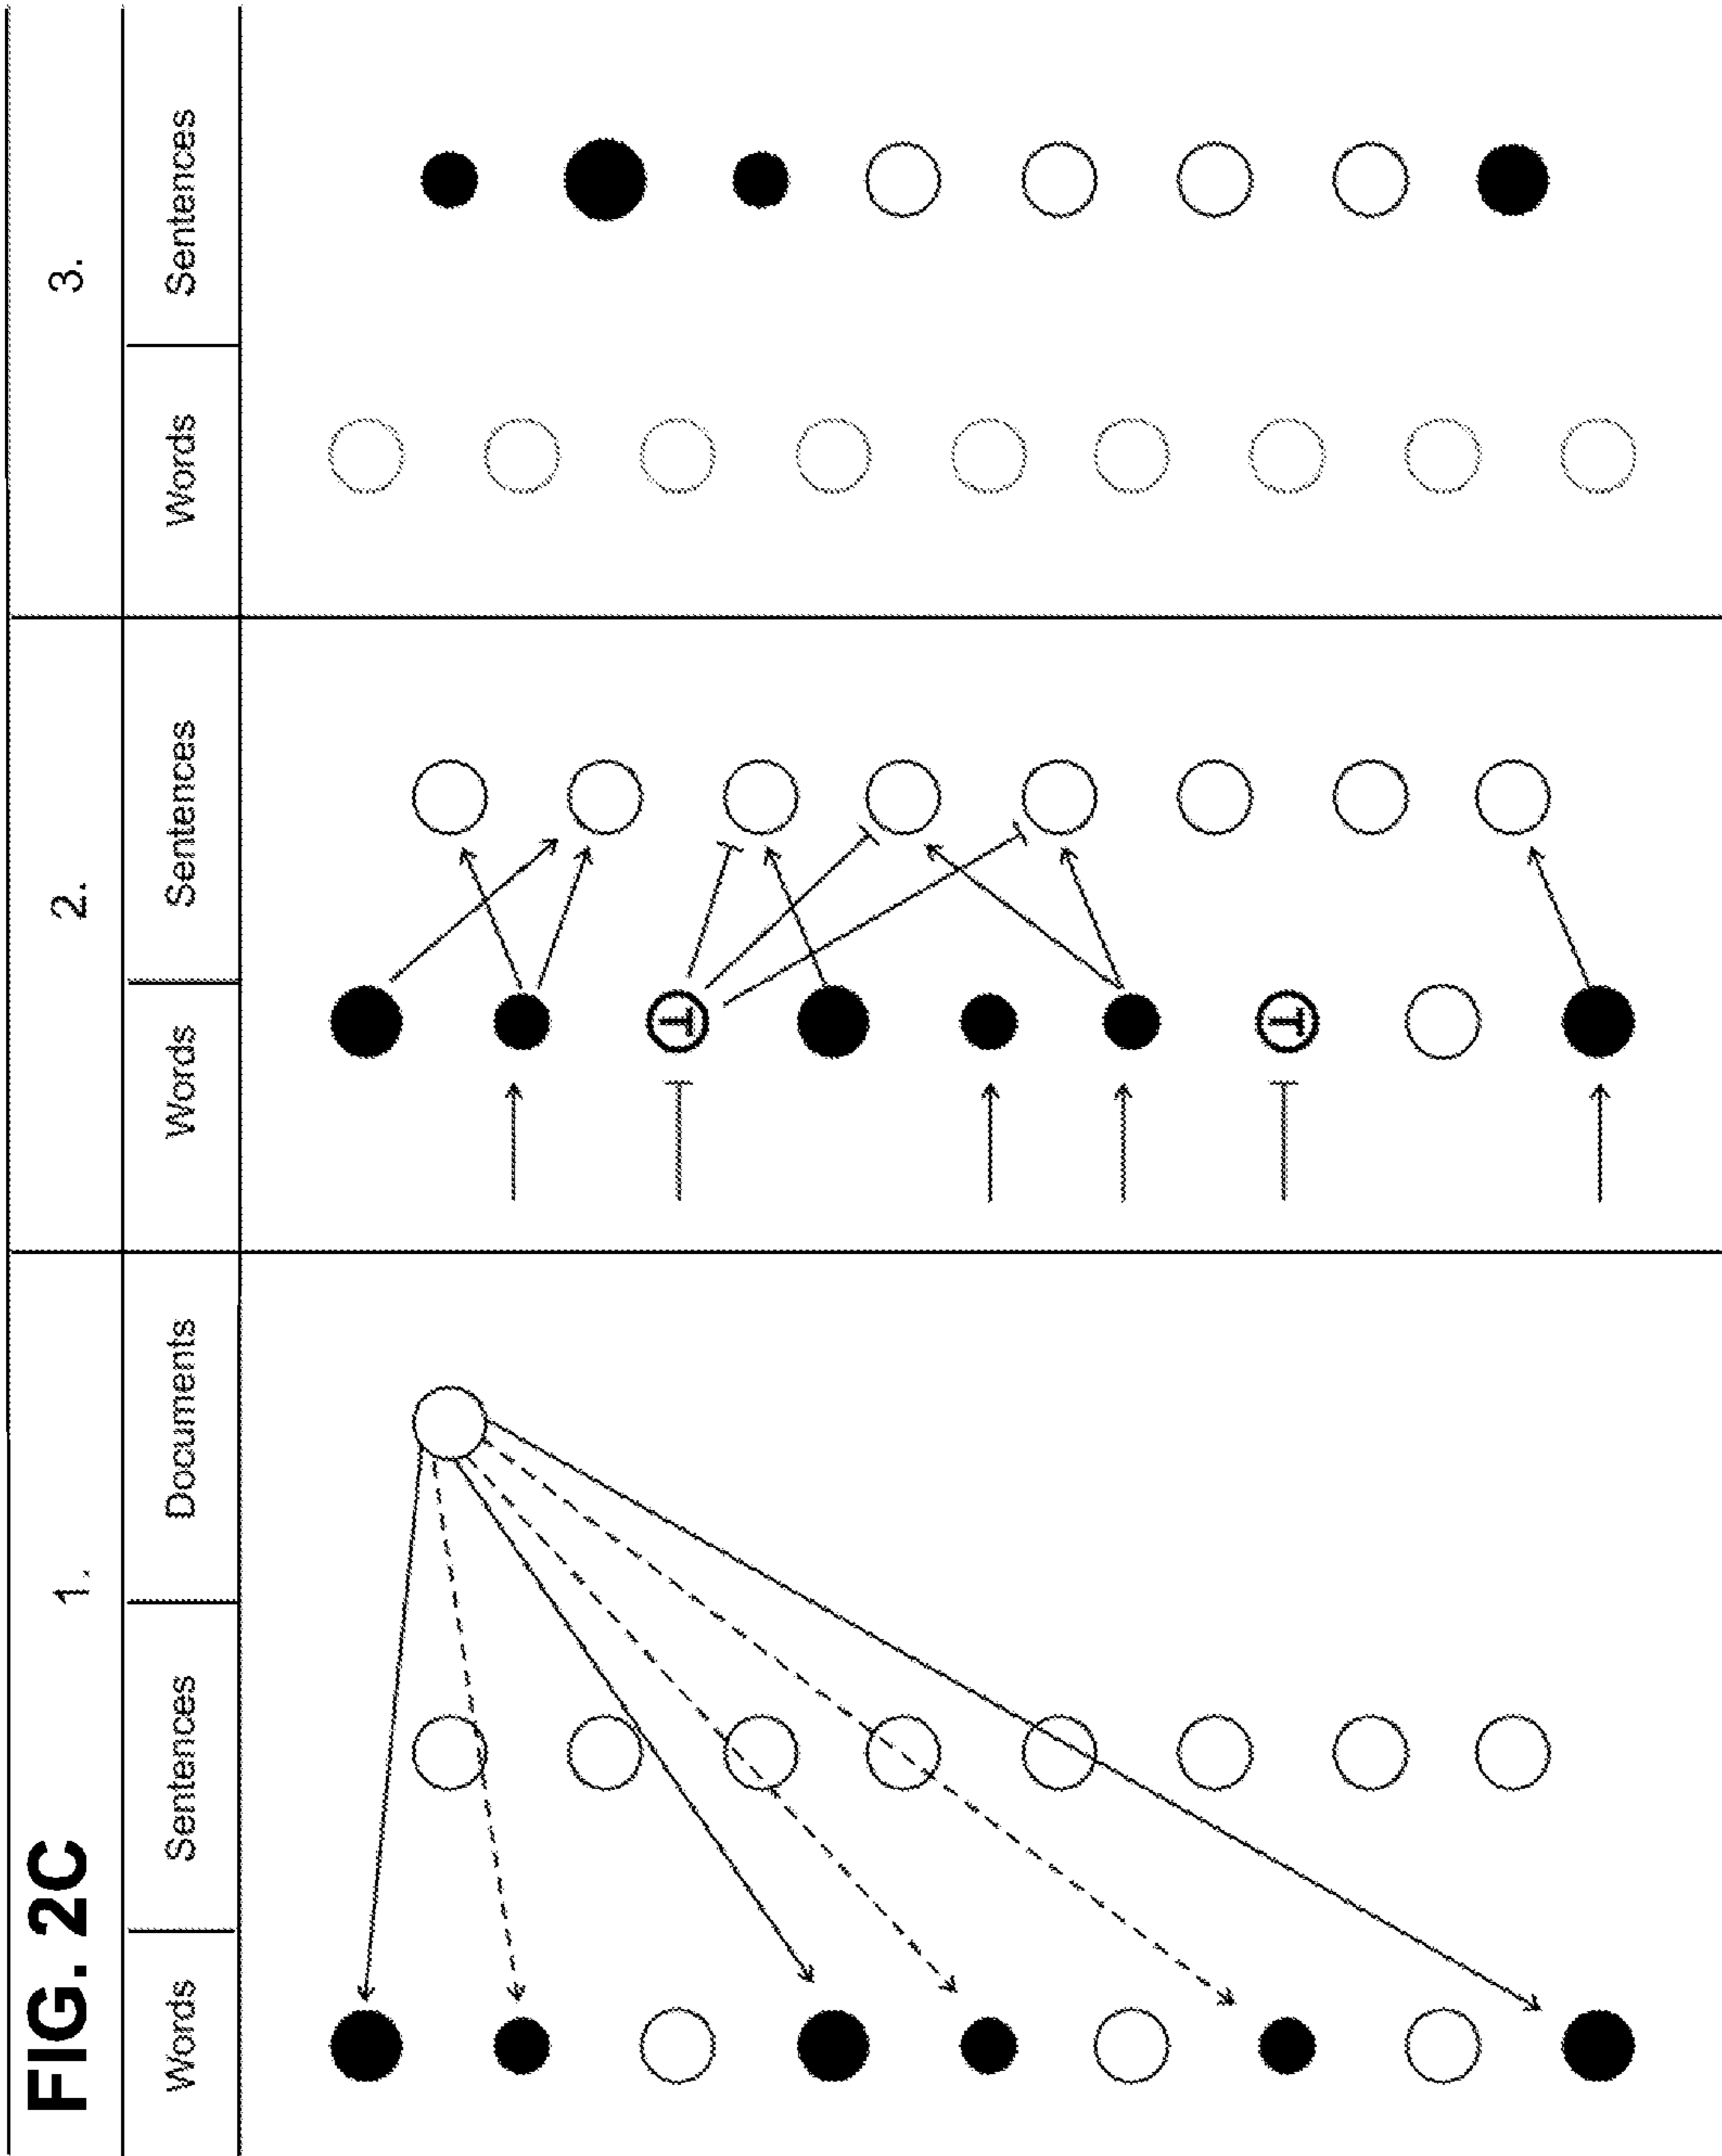 FIG. 2C
1.
2.
3.
Words
Sentences
Documents
Words
Sentences
Words
Sentences
T
T